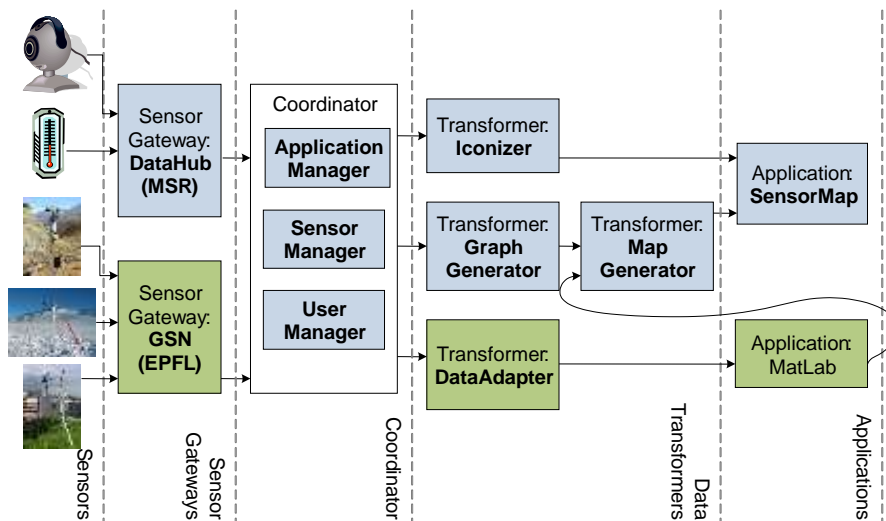 Sensor
Gateway:
DataHub
(MSR)
Sensor
Gateway:
GSN
(EPFL)
Coordinator
Application
Manager
Sensor
Manager
User
Manager
Transformer:
Iconizer
Transformer:
Graph
Generator
Transformer:
Map
Generator
Transformer:
DataAdapter
Application:
SensorMap
Application:
MatLab
Sensors
Sensor
Gateways
Coordinator
Data
Transformers
Applications